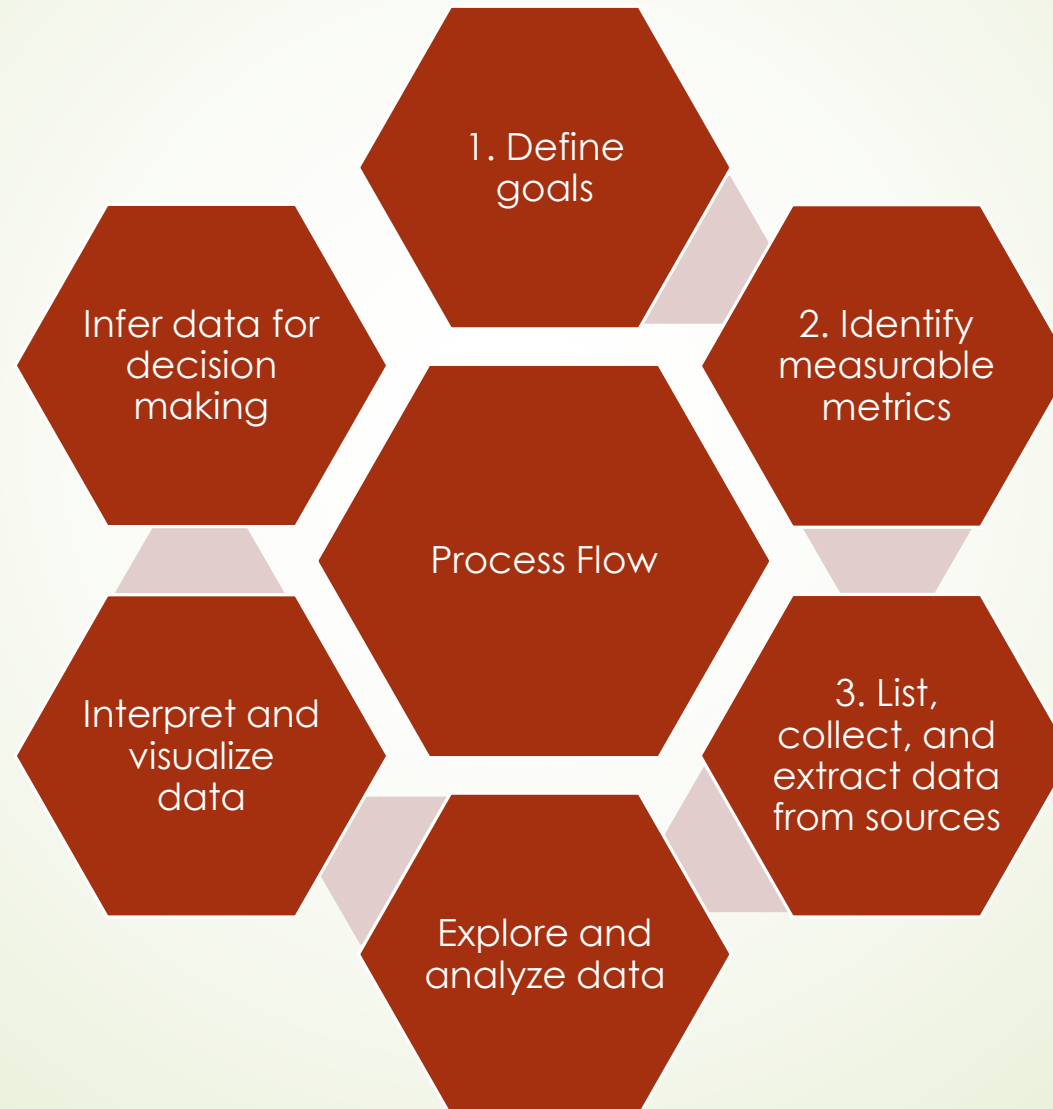 1. Define
goals
2. Identify
measurable
metrics
3. List,
collect, and
extract data
from sources
Explore and
analyze data
Interpret and
visualize
data
Infer data for
decision
making
Process Flow